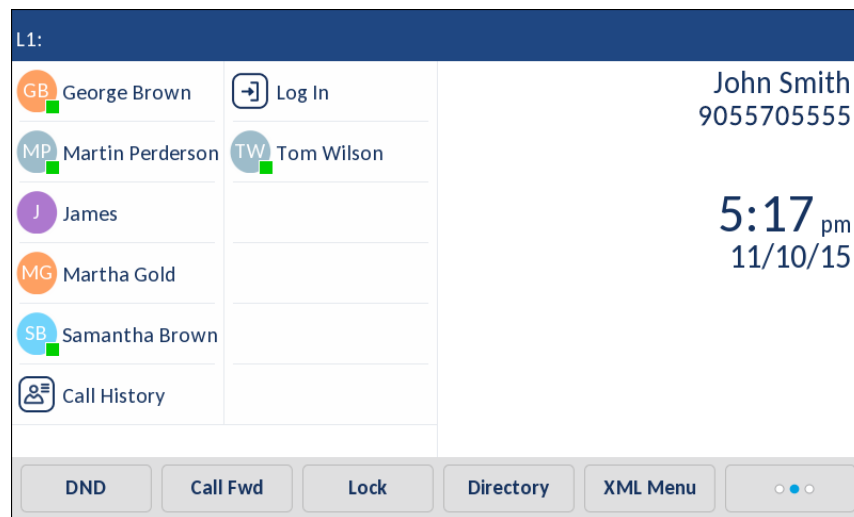 L1:
GB George Brown
Log In
MP Martin Perderson
TW Tom Wilson
J James
MG Martha Gold
SB Samantha Brown
Call History
John Smith
9055705555
5:17 pm
11/10/15
DND Call Fwd Lock Directory XML Menu